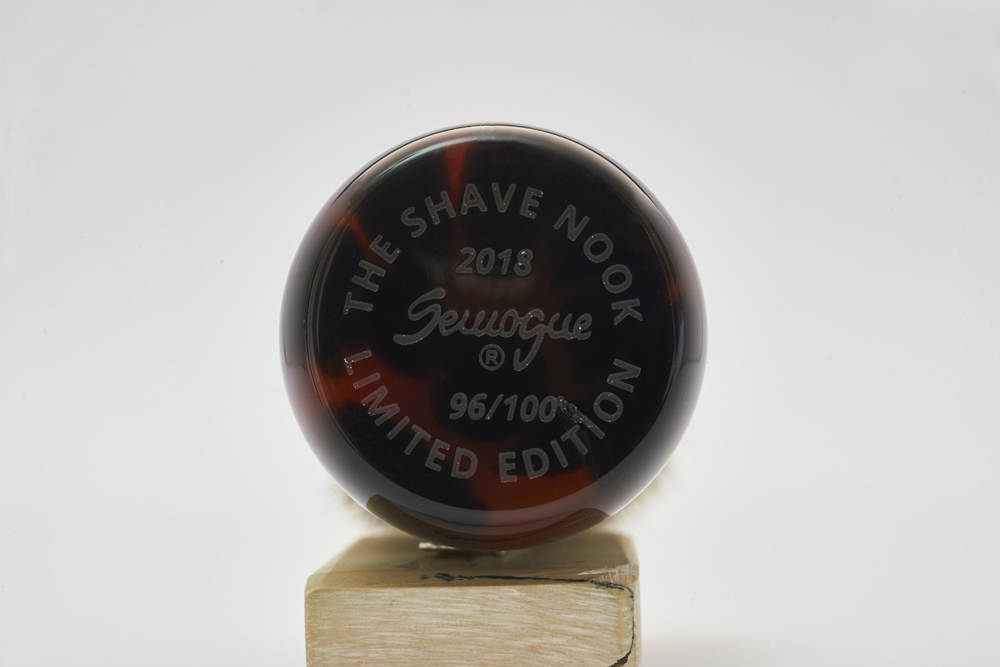 THE SHAVE NOOK
2018
Semogue
®
96/100
LIMITED EDITION